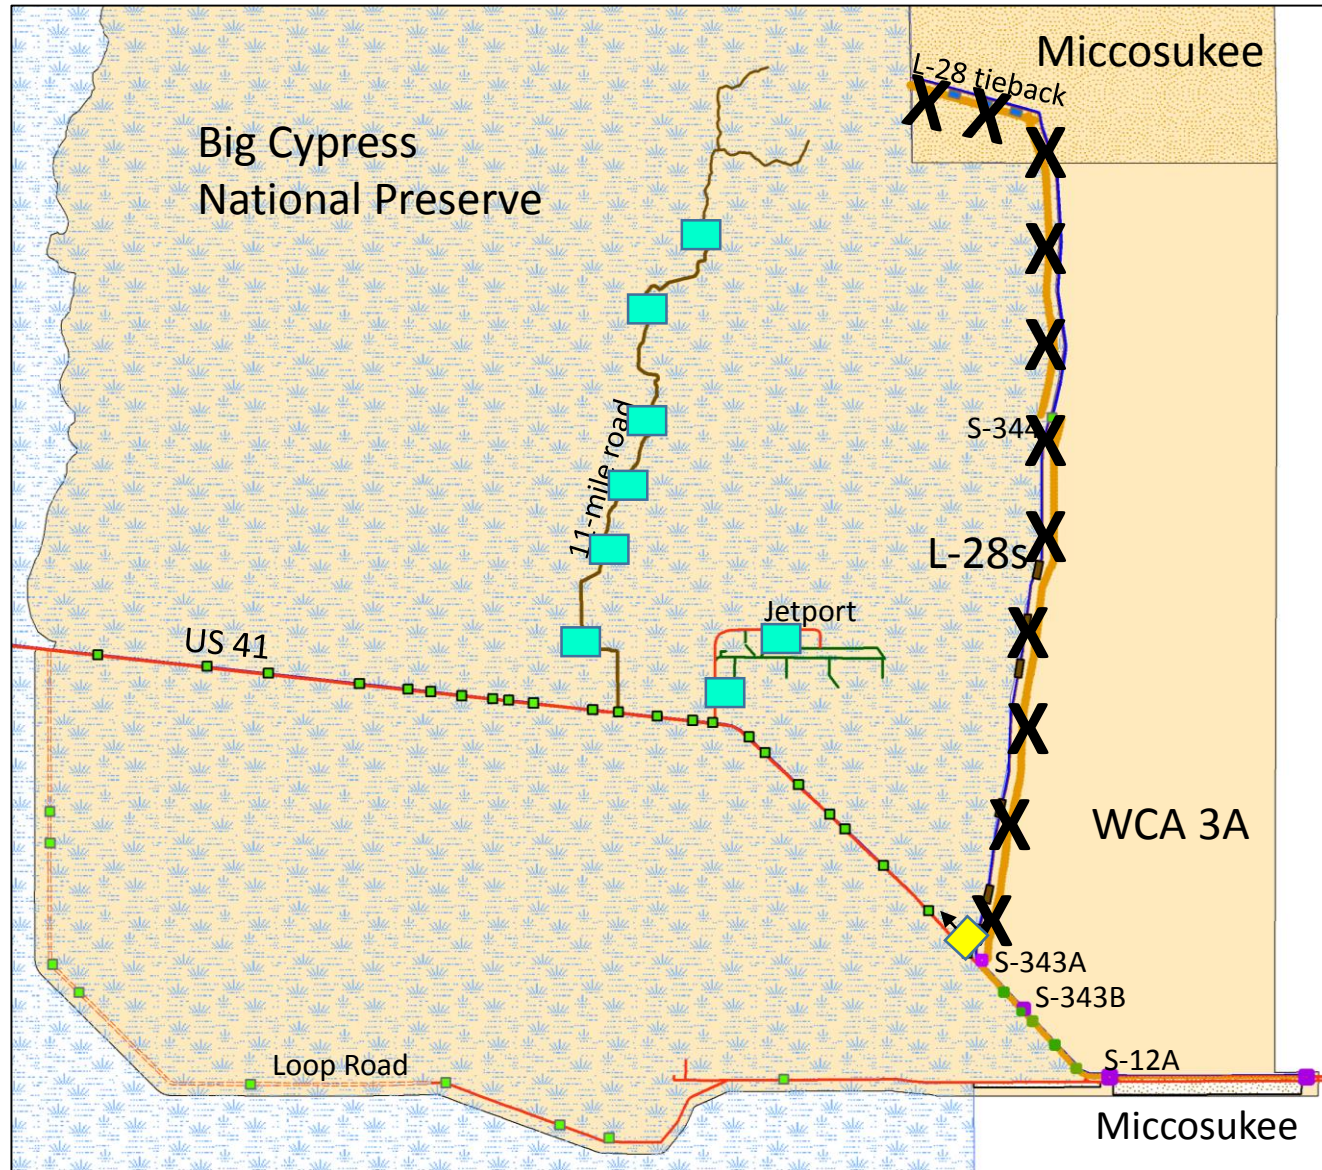 Miccosukee
L-28 tieback
Big Cypress
National Preserve
S-344
11-mile road
L-28s
Jetport
US 41
WCA 3A
S-343A
S-343B
Loop Road
S-12A
Miccosukee